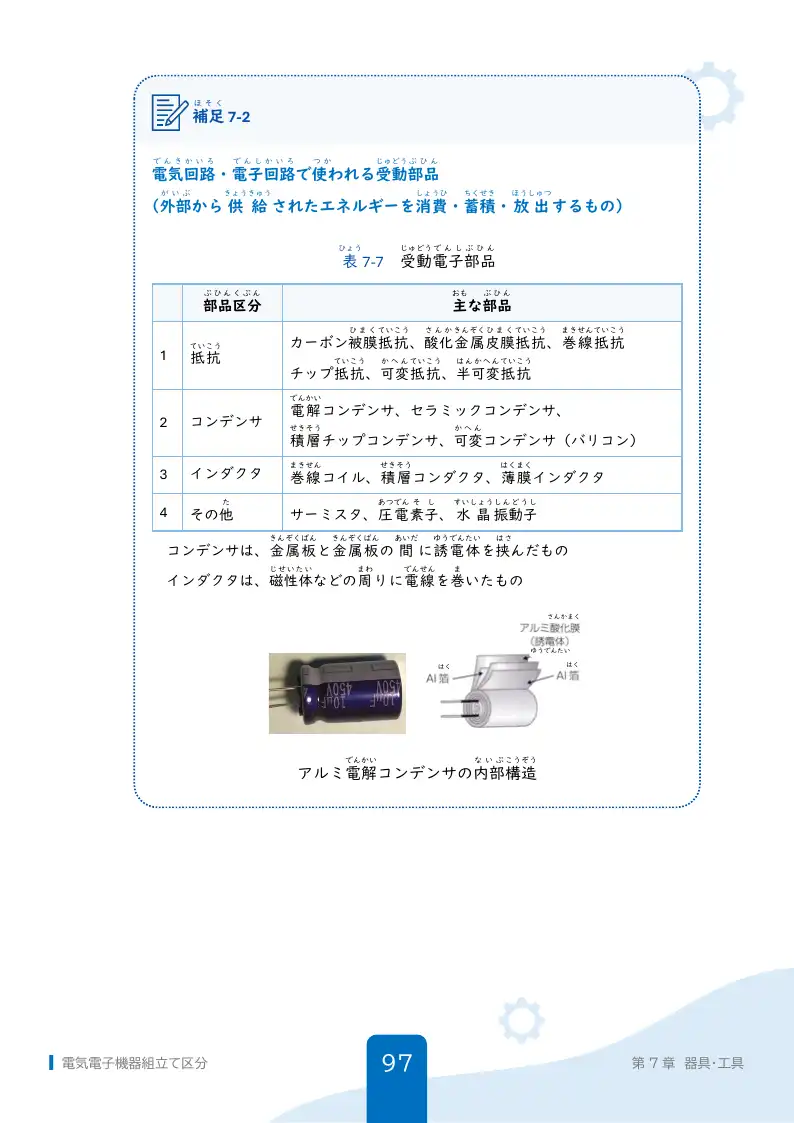 ほそく
補足 7-2
でんきかいろ でんしかいろ つか じゅどうぶひん
電気回路・電子回路で使われる受動部品
がいぶ きょうきゅう しょうひ ちくせき ほうしゅつ
（外部から供給されたエネルギーを消費・蓄積・放出するもの）
ひょう じゅどうでんしぶひん
表 7-7 受動電子部品
ぶひんくぶん おも ぶひん
部品区分 主な部品
ひまくていこう さんかきんぞくひまくていこう まきせんていこう
カーボン被膜抵抗、酸化金属皮膜抵抗、巻線抵抗
ていこう
1 抵抗
ていこう かへんていこう はんかへんていこう
チップ抵抗、可変抵抗、半可変抵抗
でんかい
電解コンデンサ、セラミックコンデンサ、
2 コンデンサ
せきそう かへん
積層チップコンデンサ、可変コンデンサ（バリコン）
まきせん せきそう はくまく
3 インダクタ 巻線コイル、積層コンダクタ、薄膜インダクタ
た あつでんそし すいしょうしんどうし
4 その他 サーミスタ、圧電素子、水晶振動子
きんぞくばん きんぞくばん あいだ ゆうでんたい はさ
コンデンサは、金属板と金属板の間に誘電体を挟んだもの
じせいたい まわ でんせん ま
インダクタは、磁性体などの周りに電線を巻いたもの
さんかまく
アルミ酸化膜
（誘電体）
ゆうでんたい
はく
Al 箔
はく
Al 箔
450V
10μF
450V
10μF
でんかい ないぶこうぞう
アルミ電解コンデンサの内部構造
電気電子機器組立て区分
97
第 7 章 器具･工具